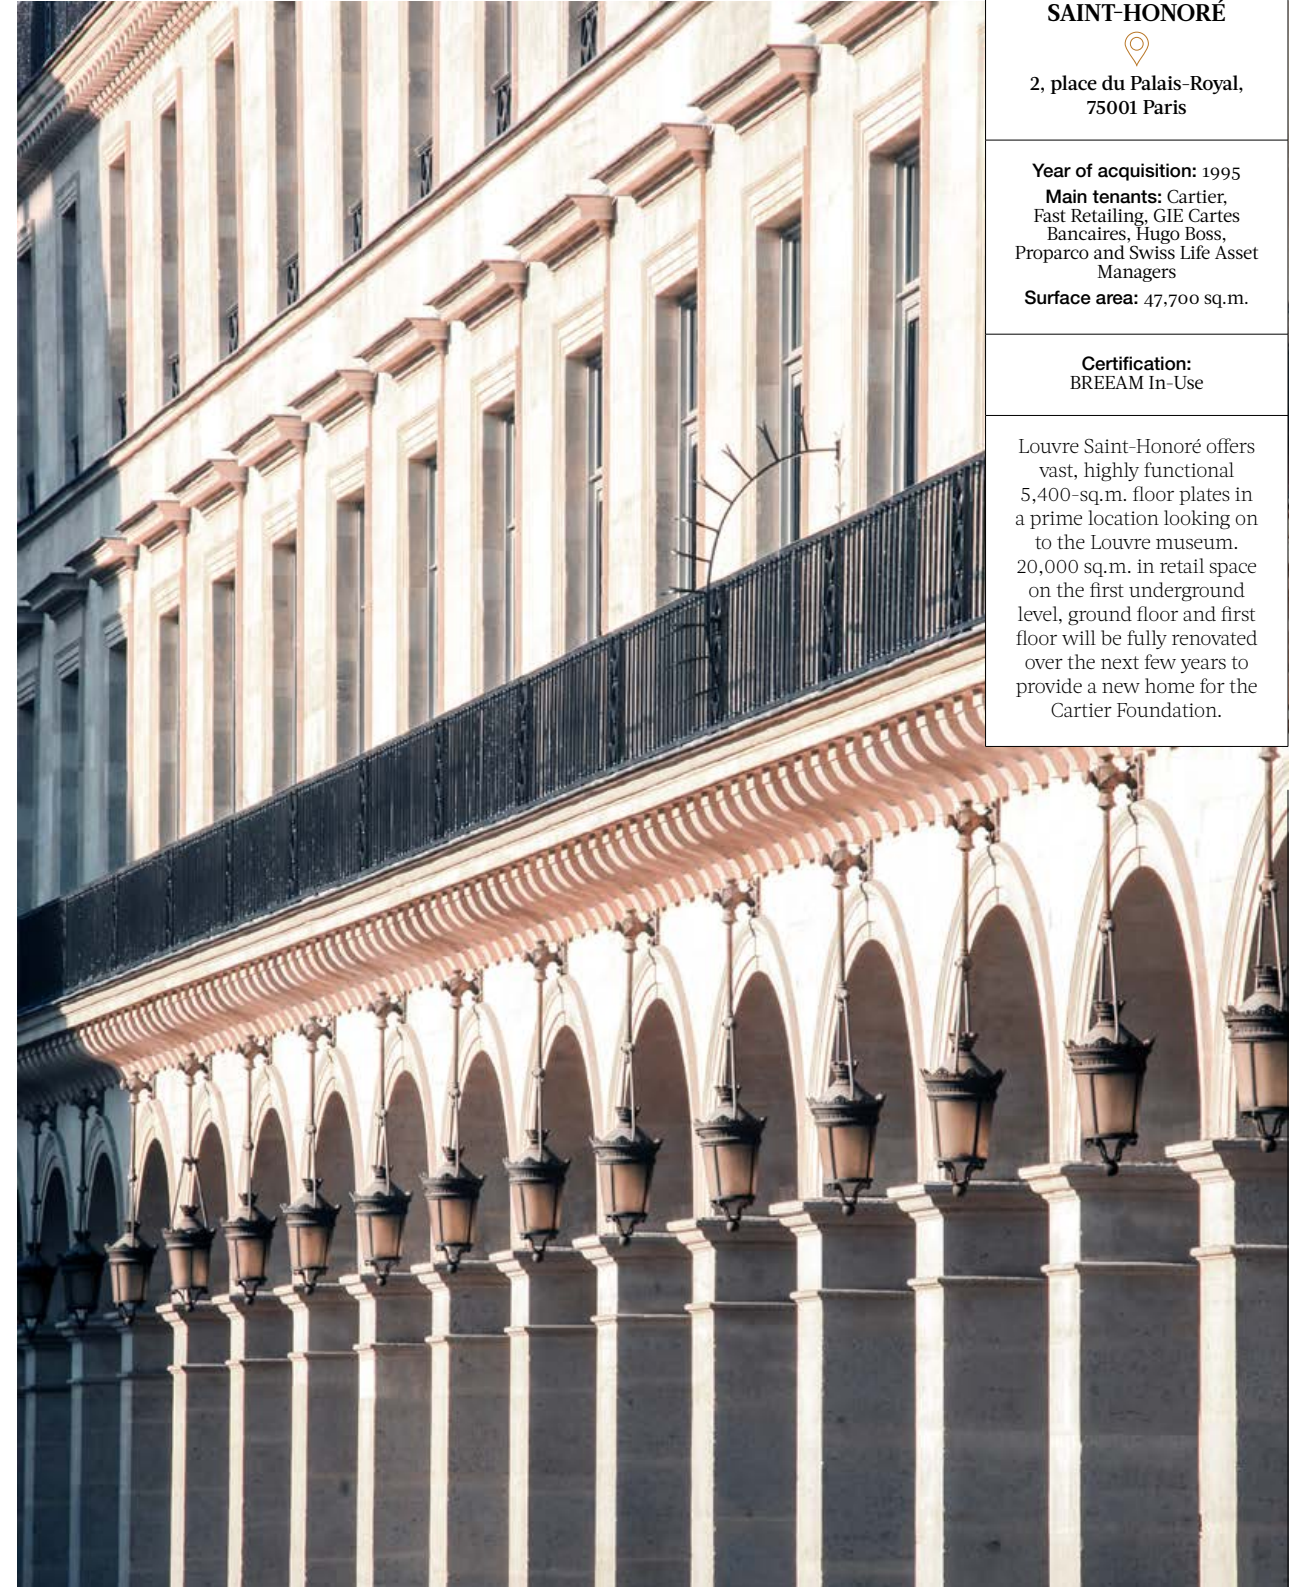 SAINT-HONORÉ
2, place du Palais-Royal,
75001 Paris
Year of acquisition: 1995
Main tenants: Cartier,
Fast Retailing, GIE Cartes
Bancaires, Hugo Boss,
Proparco and Swiss Life Asset
Managers
Surface area: 47,700 sq.m.
Certification:
BREEAM In-Use
Louvre Saint-Honoré offers
vast, highly functional
5,400-sq.m. floor plates in
a prime location looking on
to the Louvre museum.
20,000 sq.m. in retail space
on the first underground
level, ground floor and first
floor will be fully renovated
over the next few years to
provide a new home for the
Cartier Foundation.